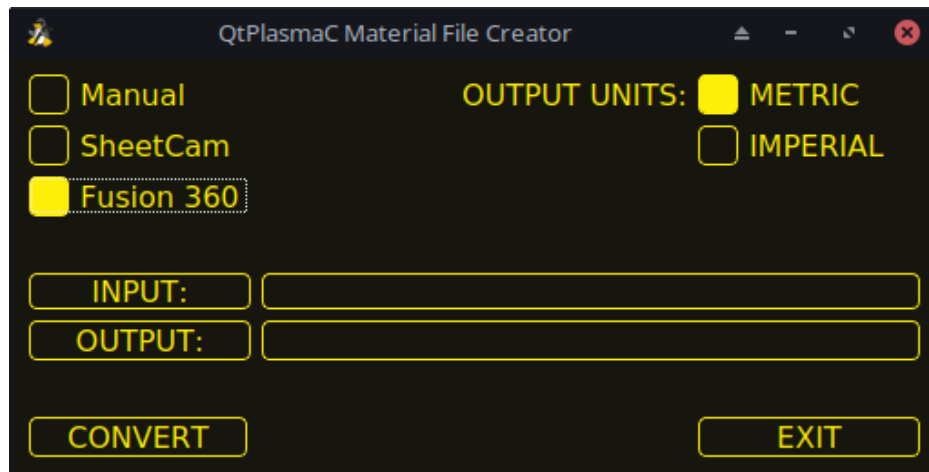 QtPlasmaC Material File Creator
Manual
OUTPUT UNITS:
METRIC
SheetCam
IMPERIAL
Fusion 360
INPUT:
OUTPUT:
CONVERT
EXIT